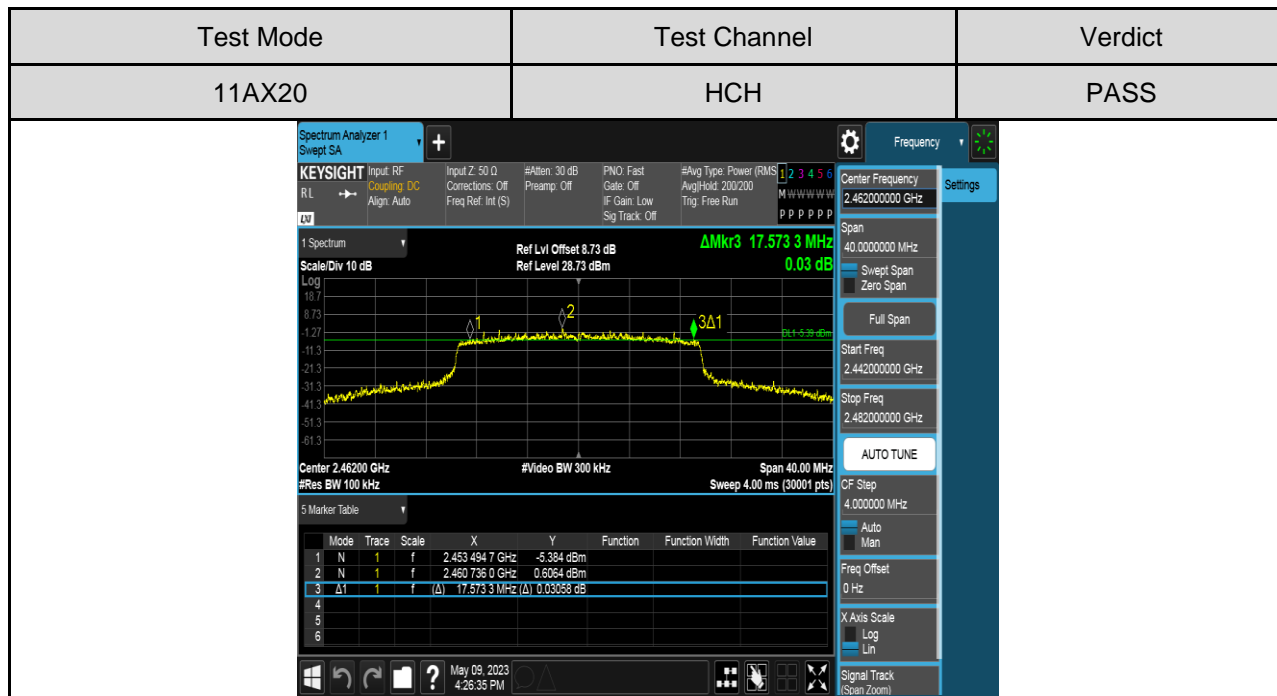 Test Mode Test Channel Verdict
11AX20 HCH PASS
Spectrum Analyzer 1
Swept SA
+
Frequency
KEYSIGHT
RL
LXI
Input: RF
Coupling: DC
Align: Auto
Input Z: 50 Ω
Corrections: Off
Freq Ref: Int (S)
#Atten: 30 dB
Preamp: Off
PNO: Fast
Gate: Off
IF Gain: Low
Sig Track: Off
#Avg Type: Power (RMS
Avg|Hold: 200/200
Trig: Free Run
1 2 3 4 5 6
M W W W W W
P P P P P P
1 Spectrum
Scale/Div 10 dB
Ref Lvl Offset 8.73 dB
Ref Level 28.73 dBm
ΔMkr3 17.573 3 MHz
0.03 dB
Log
18.7
8.73
-1.27
-11.3
-21.3
-31.3
-41.3
-51.3
-61.3
1
2
3Δ1
DL1 -5.39 dBm
Center 2.46200 GHz
#Res BW 100 kHz
#Video BW 300 kHz
Span 40.00 MHz
Sweep 4.00 ms (30001 pts)
5 Marker Table
Mode Trace Scale X Y Function Function Width Function Value
1 N 1 f 2.453 494 7 GHz -5.384 dBm
2 N 1 f 2.460 736 0 GHz 0.6064 dBm
3 Δ1 1 f (Δ) 17.573 3 MHz (Δ) 0.03058 dB
4
5
6
?
May 09, 2023
4:26:35 PM
Center Frequency
2.462000000 GHz
Settings
Span
40.0000000 MHz
Swept Span
Zero Span
Full Span
Start Freq
2.442000000 GHz
Stop Freq
2.482000000 GHz
AUTO TUNE
CF Step
4.000000 MHz
Auto
Man
Freq Offset
0 Hz
X Axis Scale
Log
Lin
Signal Track
(Span Zoom)